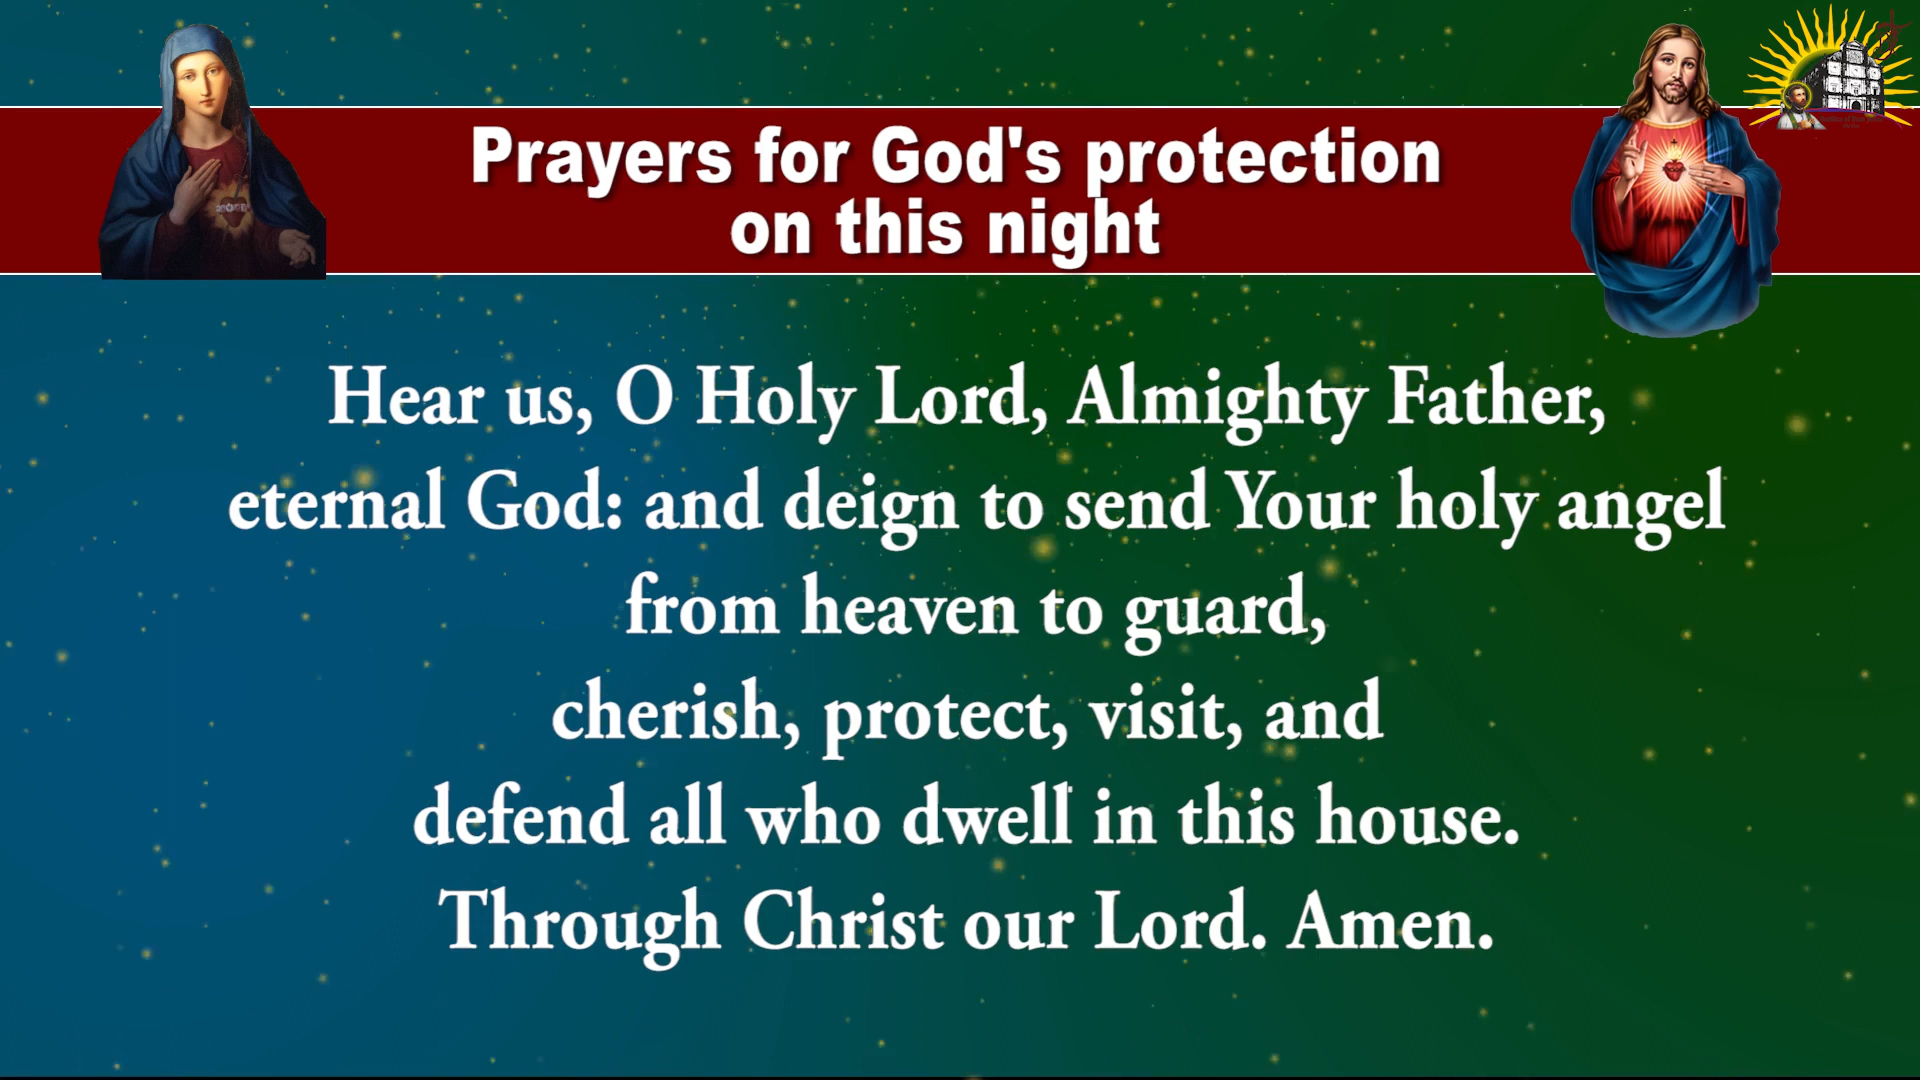 Prayers for God's protection
on this night
Hear us, O Holy Lord, Almighty Father,
eternal God: and deign to send Your holy angel
from heaven to guard,
cherish, protect, visit, and
defend all who dwell in this house.
Through Christ our Lord. Amen.